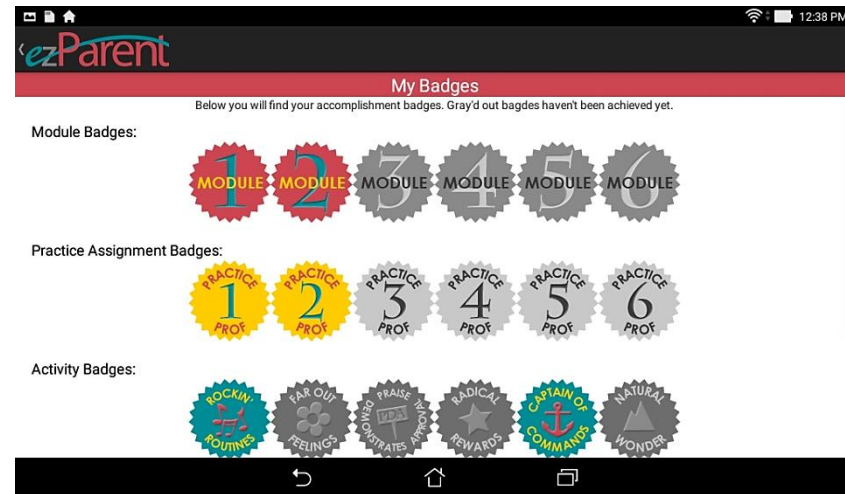 12:38 PM
ezParent
My Badges
Below you will find your accomplishment badges. Gray'd out bagdes haven't been achieved yet.
Module Badges:
1 MODULE
2 MODULE
3 MODULE
4 MODULE
5 MODULE
6 MODULE
Practice Assignment Badges:
PRACTICE 1 PROF
PRACTICE 2 PROF
PRACTICE 3 PROF
PRACTICE 4 PROF
PRACTICE 5 PROF
PRACTICE 6 PROF
Activity Badges:
ROCKIN' ROUTINES
FAR OUT FEELINGS
PRAISE DEMONSTRATES APPROVAL PDA
RADICAL REWARDS
CAPTAIN OF COMMANDS
NATURAL WONDER